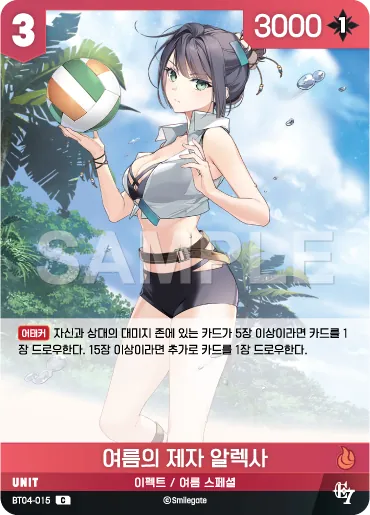 3
3000 1
SAMPLE
어태커 자신과 상대의 대미지 존에 있는 카드가 5장 이상이라면 카드를 1
장 드로우한다. 15장 이상이라면 추가로 카드를 1장 드로우한다.
여름의 제자 알렉사
UNIT
이펙트 / 여름 스페셜
BT04-015 C
©Smilegate
E7